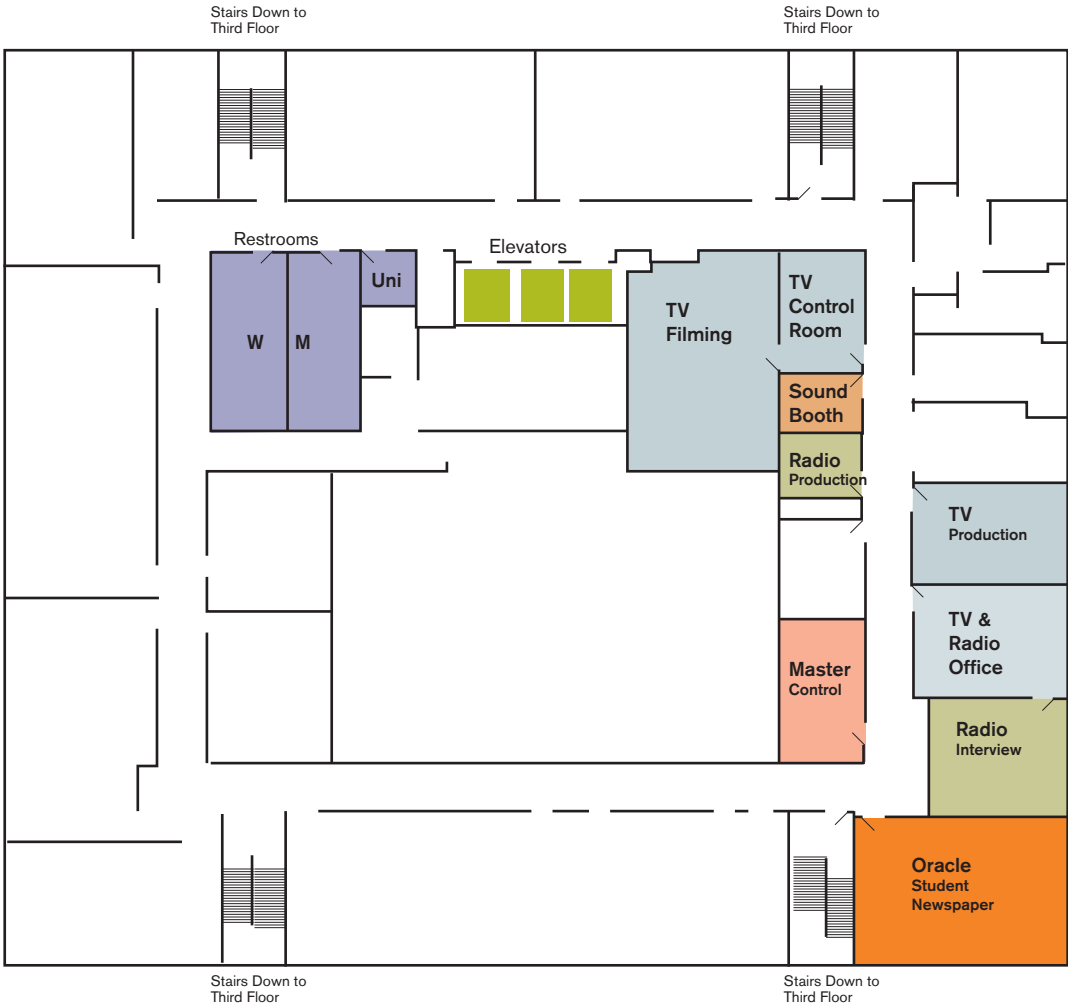 Stairs Down to
Third Floor
Stairs Down to
Third Floor
Restrooms
Elevators
Uni
W
M
TV
Filming
TV
Control
Room
Sound
Booth
Radio
Production
TV
Production
TV &
Radio
Office
Master
Control
Radio
Interview
Oracle
Student
Newspaper
Stairs Down to
Third Floor
Stairs Down to
Third Floor